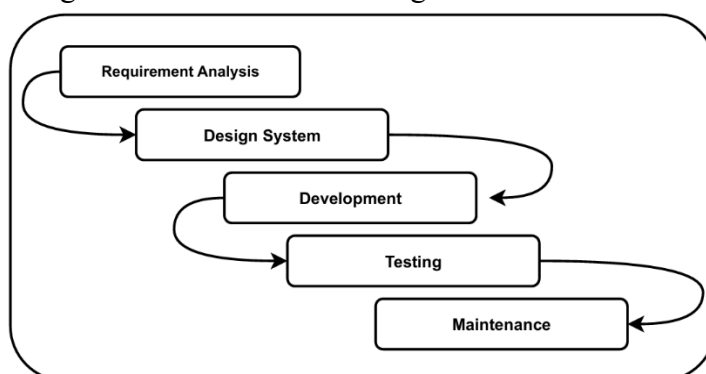 Requirement Analysis
Design System
Development
Testing
Maintenance